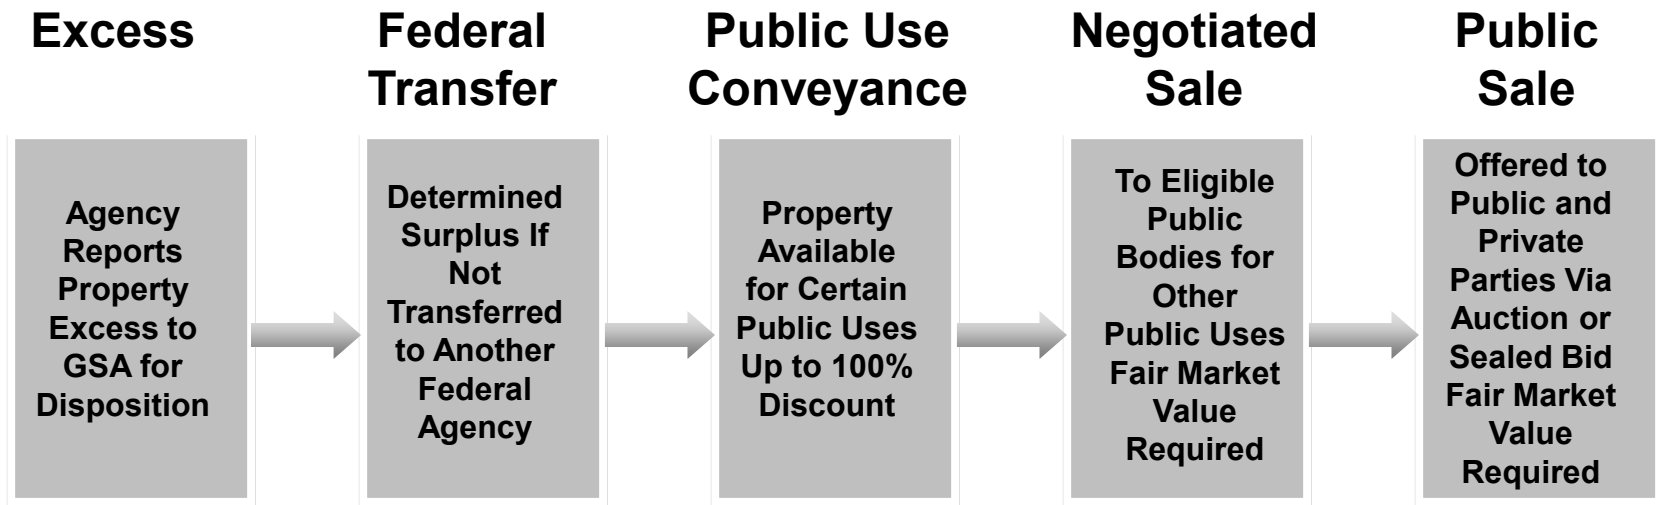 Excess
Federal
Transfer
Public Use
Conveyance
Negotiated
Sale
Public
Sale
Agency
Reports
Property
Excess to
GSA for
Disposition
Determined
Surplus If
Not
Transferred
to Another
Federal
Agency
Property
Available
for Certain
Public Uses
Up to 100%
Discount
To Eligible
Public
Bodies for
Other
Public Uses
Fair Market
Value
Required
Offered to
Public and
Private
Parties Via
Auction or
Sealed Bid
Fair Market
Value
Required